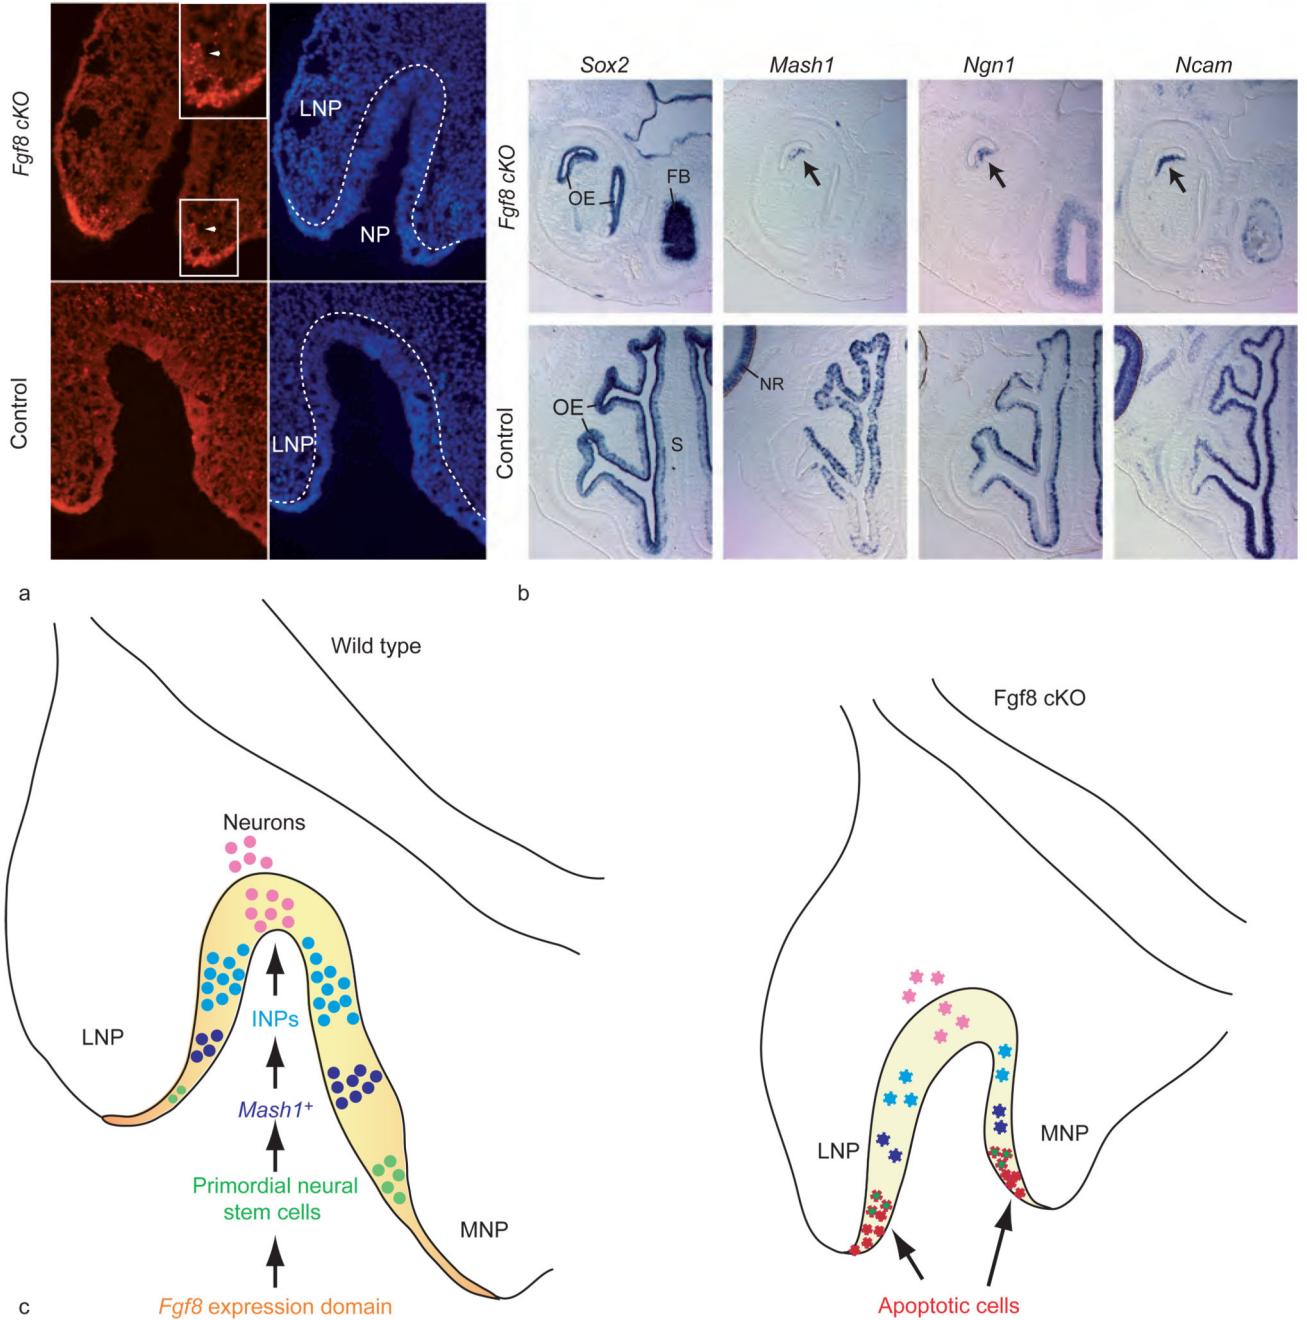 Fgf8 cKO
LNP
NP
Control
LNP
a
Sox2 Mash1 Ngn1 Ncam
Fgf8 cKO
OE
FB
Control
OE
S
NR
b
Wild type
Neurons
LNP
INPs
Mash1+
Primordial neural
stem cells
MNP
Fgf8 expression domain
Fgf8 cKO
LNP
MNP
Apoptotic cells
c